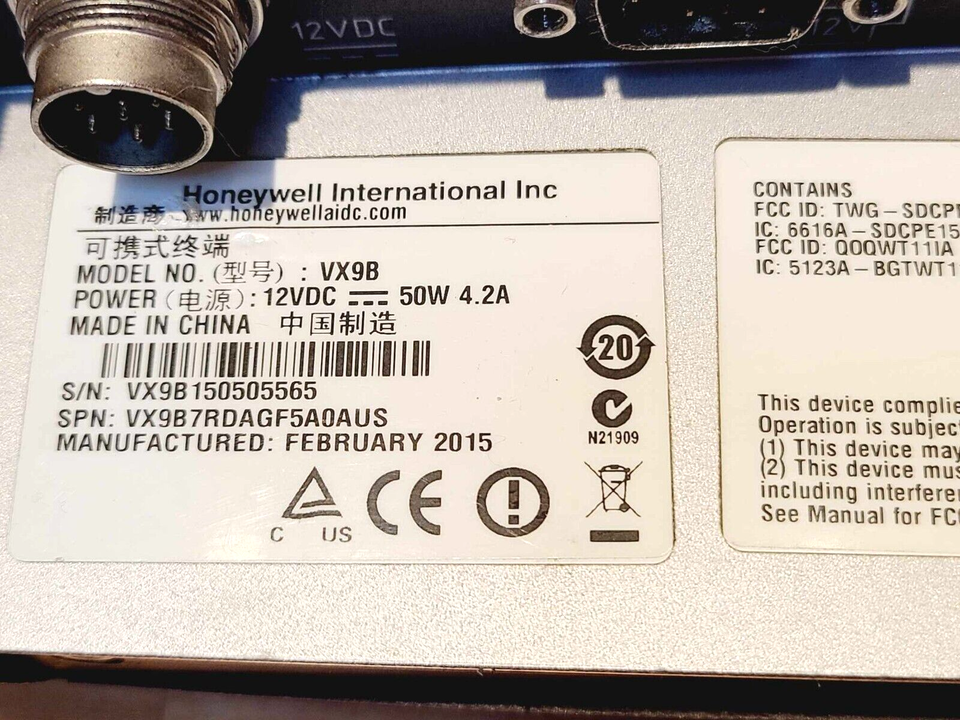 12VDC
Honeywell International Inc
制造商 www.honeywellaidc.com
可携式终端
MODEL NO. (型号) : VX9B
POWER (电源): 12VDC 50W 4.2A
MADE IN CHINA 中国制造
S/N: VX9B150505565
SPN: VX9B7RDAGF5A0AUS
MANUFACTURED: FEBRUARY 2015
C US
CE
20
N21909
CONTAINS
FCC ID: TWG-SDCP
IC: 6616A-SDCPE15
FCC ID: QOQWT11IA
IC: 5123A-BGTWT1
This device complie
Operation is subjec
(1) This device may
(2) This device mus
including interfere
See Manual for FC